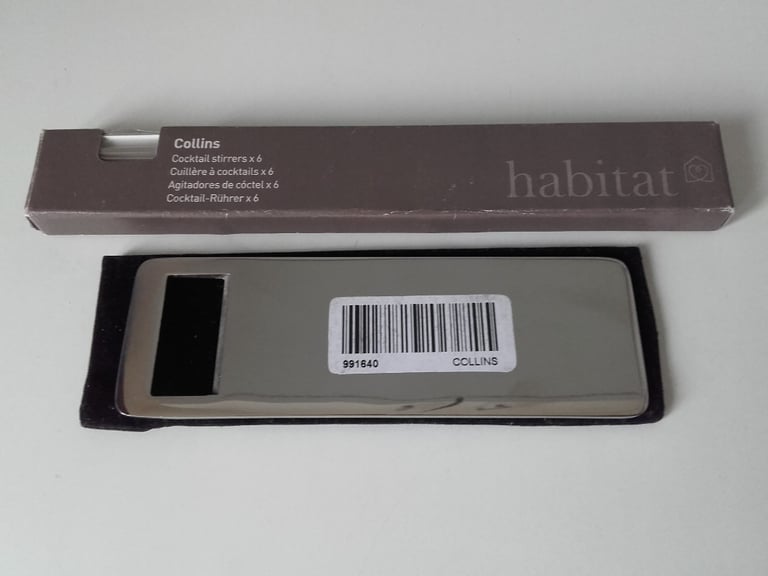 Collins
Cocktail stirrers x 6
Cuillère à cocktails x 6
Agitadores de cóctel x 6
Cocktail-Rührer x 6
habitat
991640 COLLINS